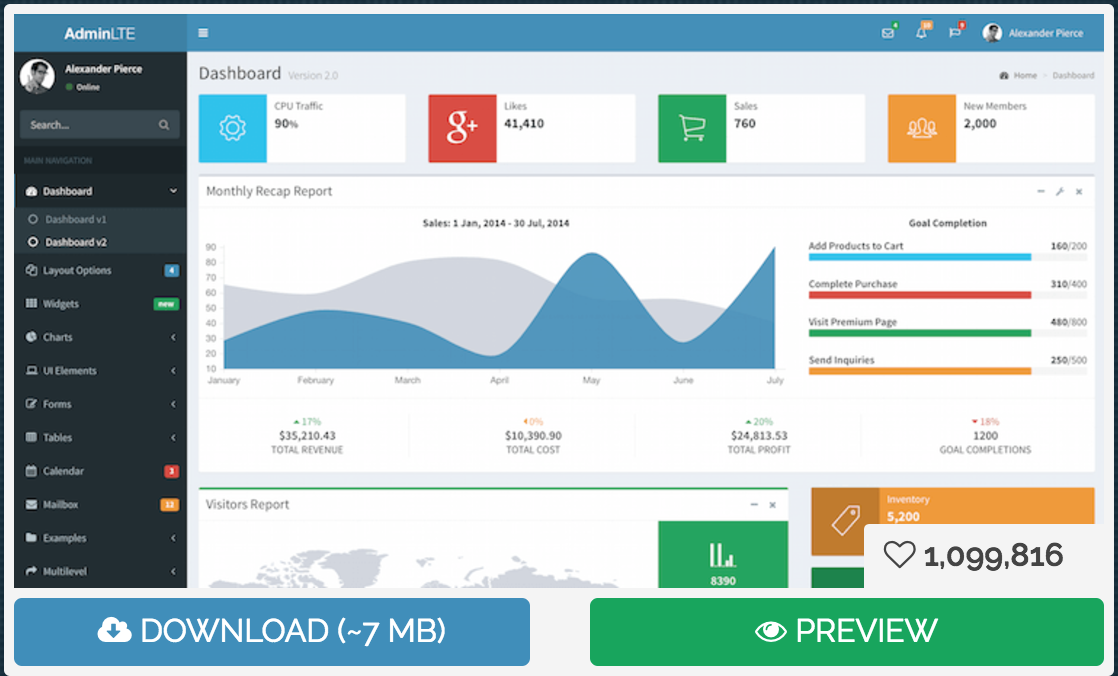 AdminLTE
4
10
9
Alexander Pierce
Alexander Pierce
Online
Search...
MAIN NAVIGATION
Dashboard
Dashboard v1
Dashboard v2
Layout Options 4
Widgets new
Charts
UI Elements
Forms
Tables
Calendar 3
Mailbox 12
Examples
Multilevel
Dashboard Version 2.0
Home > Dashboard
CPU Traffic
90%
g+
Likes
41,410
Sales
760
New Members
2,000
Monthly Recap Report
Sales: 1 Jan, 2014 - 30 Jul, 2014
90
80
70
60
50
40
30
20
10
January February March April May June July
Goal Completion
Add Products to Cart 160/200
Complete Purchase 310/400
Visit Premium Page 480/800
Send Inquiries 250/500
17%
$35,210.43
TOTAL REVENUE
0%
$10,390.90
TOTAL COST
20%
$24,813.53
TOTAL PROFIT
18%
1200
GOAL COMPLETIONS
Visitors Report
8390
Inventory
5,200
1,099,816
DOWNLOAD (~7 MB)
PREVIEW